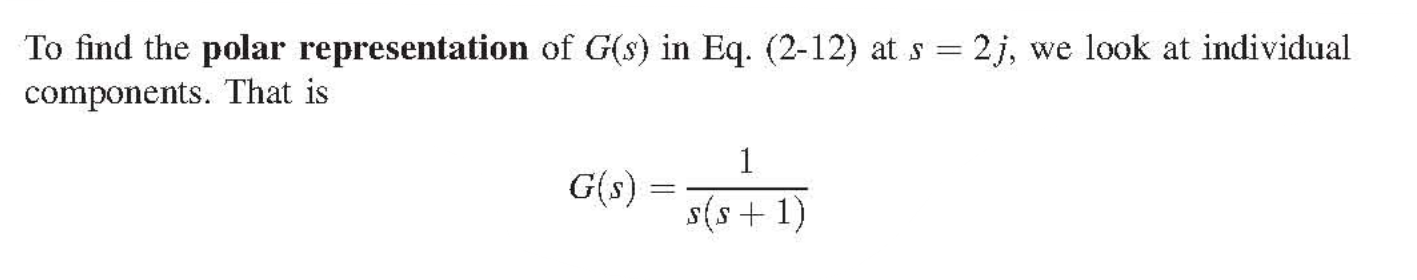 To find the polar representation of G(s) in Eq. (2-12) at s = 2j, we look at individual
components. That is
G(s) = 1 / s(s + 1)